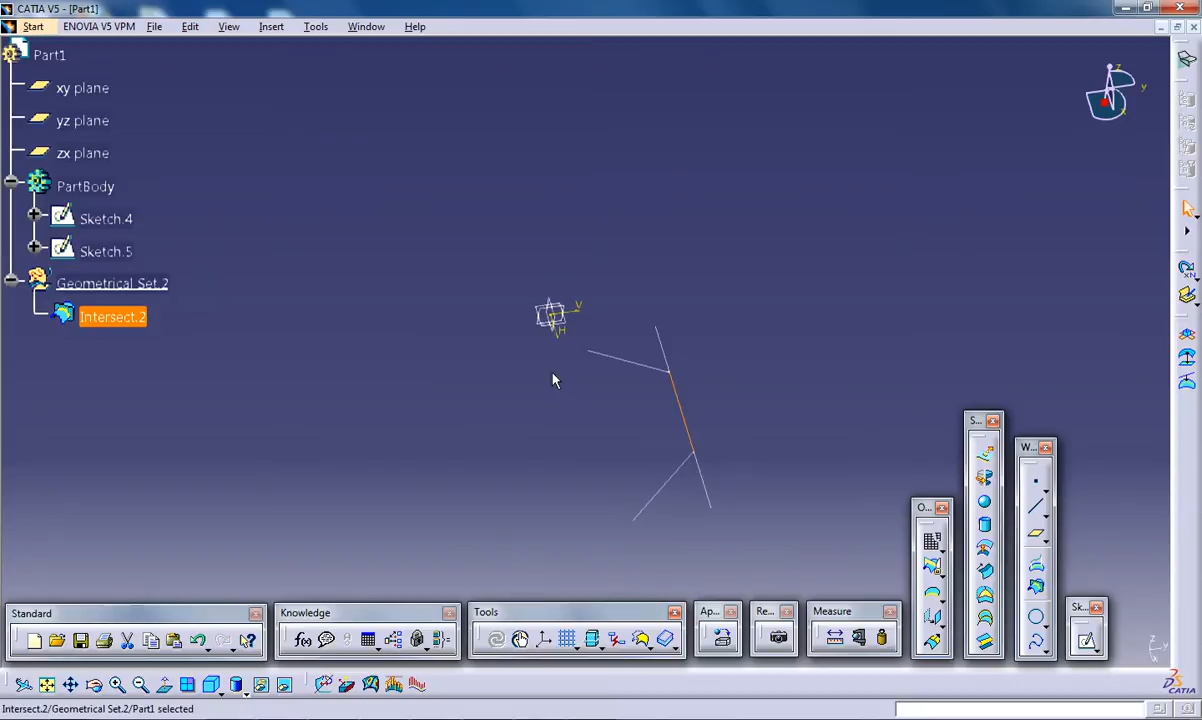 CATIA V5 - [Part1]
Start ENOVIA V5 VPM File Edit View Insert Tools Window Help
Part1
xy plane
yz plane
zx plane
PartBody
Sketch.4
Sketch.5
Geometrical Set.2
Intersect.2
V
H
z
y
x
S...
W...
O...
Standard
Knowledge
Tools
Ap...
Re...
Measure
Sk...
f(x)
z
y
x
CATIA
Intersect.2/Geometrical Set.2/Part1 selected